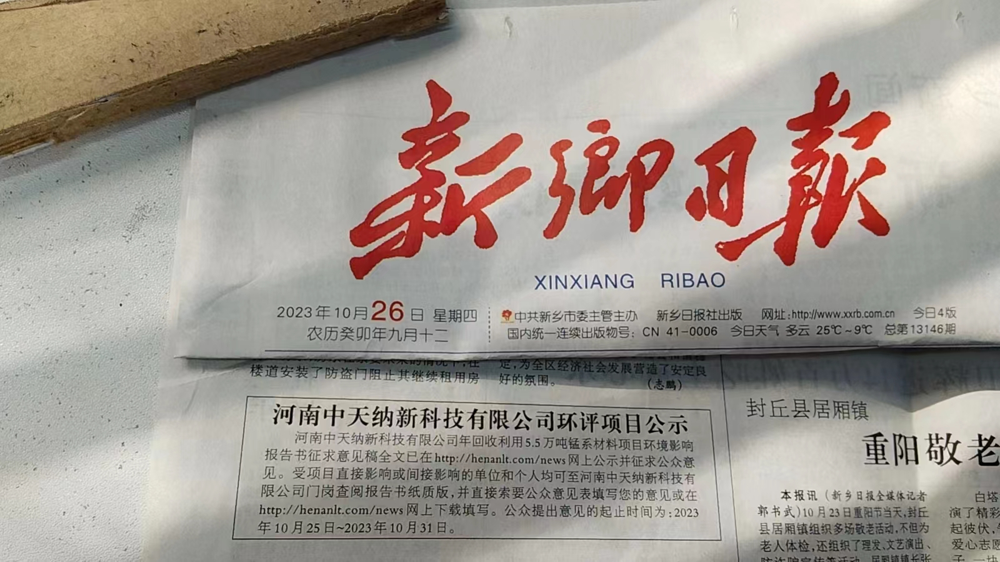 新乡日报
XINXIANG RIBAO
2023年10月26日 星期四
农历癸卯年九月十二
中共新乡市委主管主办 新乡日报社出版 网址:http://www.xxrb.com.cn 今日4版
国内统一连续出版物号: CN 41-0006 今日天气 多云 25℃~9℃ 总第13146期
楼道安装了防盗门阻止其继续租用房
定,为全区经济社会发展营造了安定良
好的氛围。 (志鹏)
河南中天纳新科技有限公司环评项目公示
河南中天纳新科技有限公司年回收利用5.5万吨锰系材料项目环境影响
报告书征求意见稿全文已在http://henanlt.com/news网上公示并征求公众意
见。受项目直接影响或间接影响的单位和个人均可至河南中天纳新科技有
限公司门岗查阅报告书纸质版,并直接索要公众意见表填写您的意见或在
http://henanlt.com/news网上下载填写。公众提出意见的起止时间为:2023
年10月25日~2023年10月31日。
封丘县居厢镇
重阳敬老
本报讯(新乡日报全媒体记者
郭书武)10月23日重阳节当天,封丘
县居厢镇组织多场敬老活动,不但为
老人体检,还组织了理发、文艺演出、
白塔
演了精彩
起彼伏,
爱心志愿